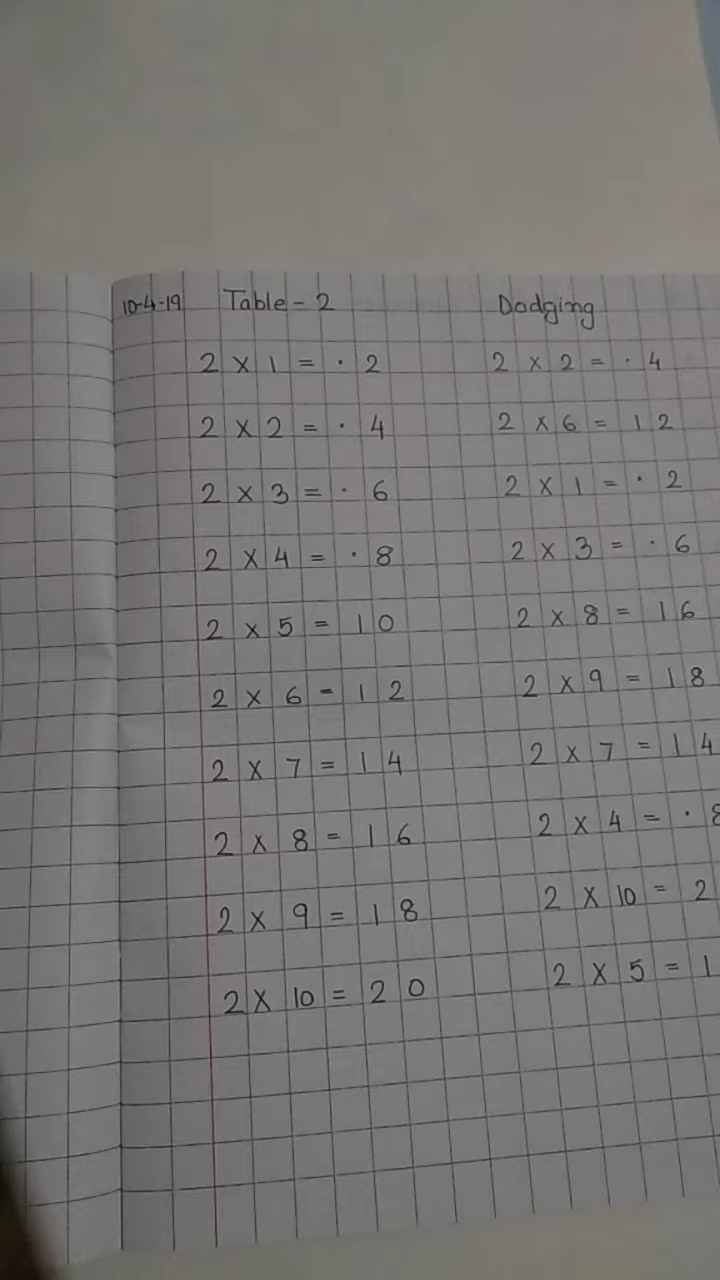 10-4-19 Table - 2 Dodging
2 × 1 = · 2 2 × 2 = · 4
2 × 2 = · 4 2 × 6 = 1 2
2 × 3 = · 6 2 × 1 = · 2
2 × 4 = · 8 2 × 3 = · 6
2 × 5 = 1 0 2 × 8 = 1 6
2 × 6 = 1 2 2 × 9 = 1 8
2 × 7 = 1 4 2 × 7 = 1 4
2 × 8 = 1 6 2 × 4 = · 8
2 × 9 = 1 8 2 × 10 = 2
2 × 10 = 2 0 2 × 5 = 1